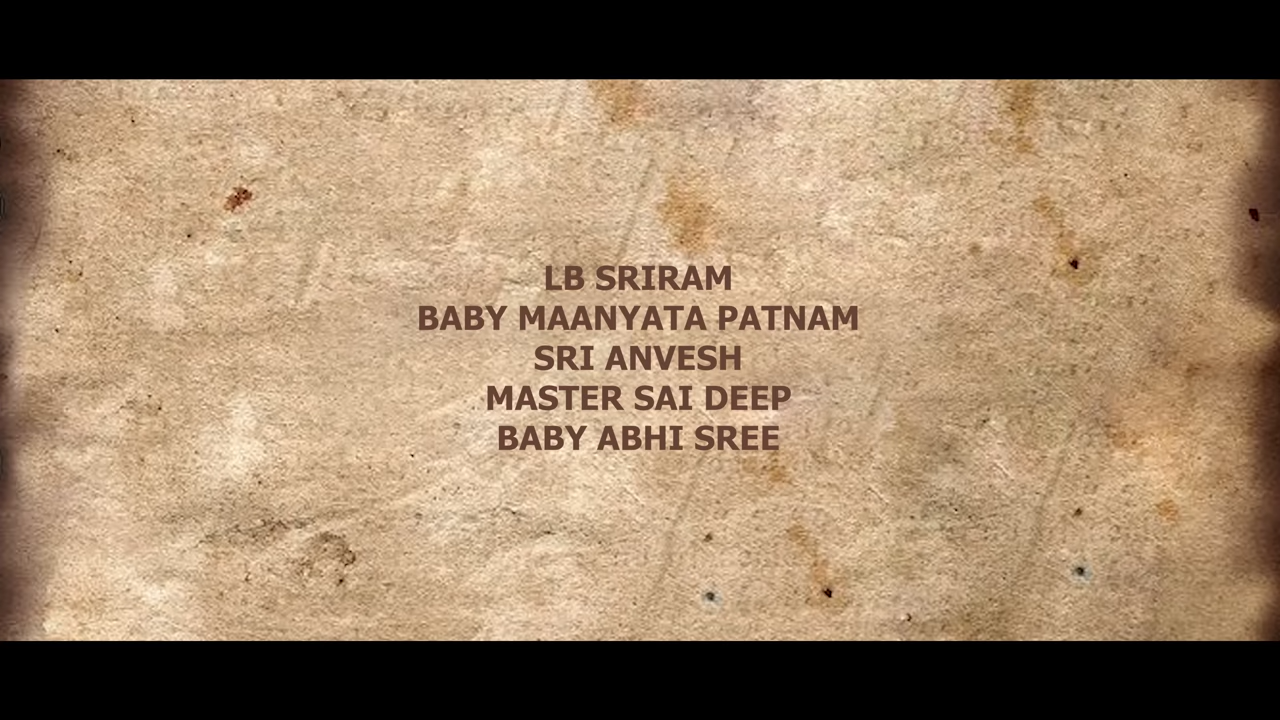 LB SRIRAM
BABY MAANYATA PATNAM
SRI ANVESH
MASTER SAI DEEP
BABY ABHI SREE